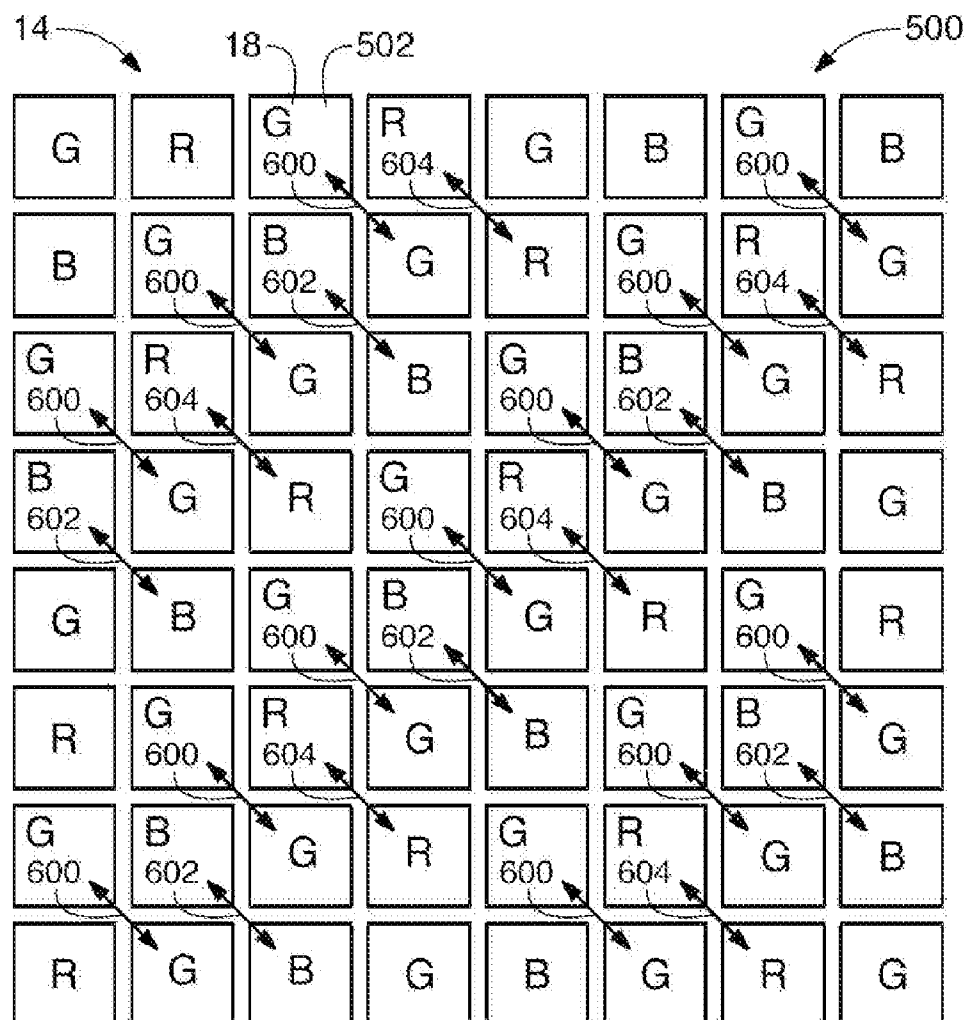 14 18 502 500
G R G R G B G B
600 604 600
B G B G R G R G
600 602 600 604
G R G B G B G R
600 604 600 602
B G R G R G B G
602 600 604
G B G B G R G R
600 602 600
R G R G B G B G
600 604 600 602
G B G R G R G B
600 602 600 604
R G B G B G R G